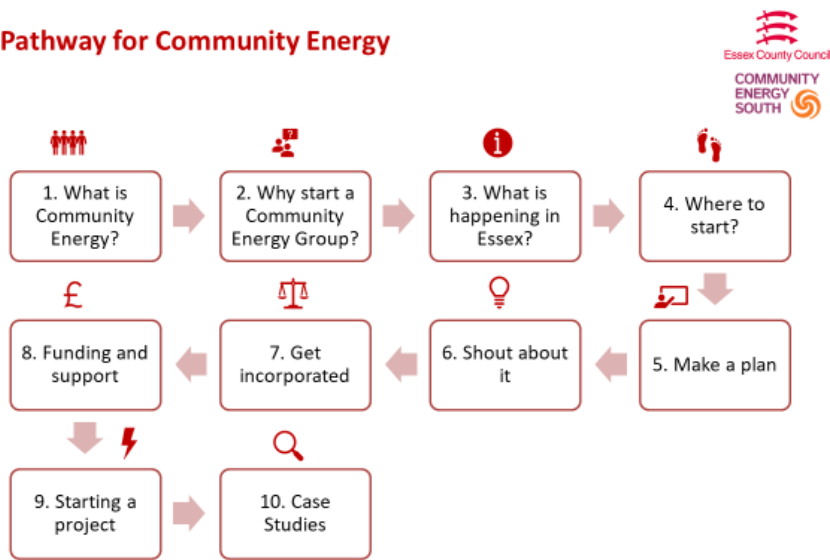 Pathway for Community Energy
Essex County Council
COMMUNITY
ENERGY
SOUTH
1. What is
Community
Energy?
2. Why start a
Community
Energy Group?
3. What is
happening in
Essex?
4. Where to
start?
5. Make a plan
6. Shout about
it
7. Get
incorporated
£
8. Funding and
support
9. Starting a
project
10. Case
Studies